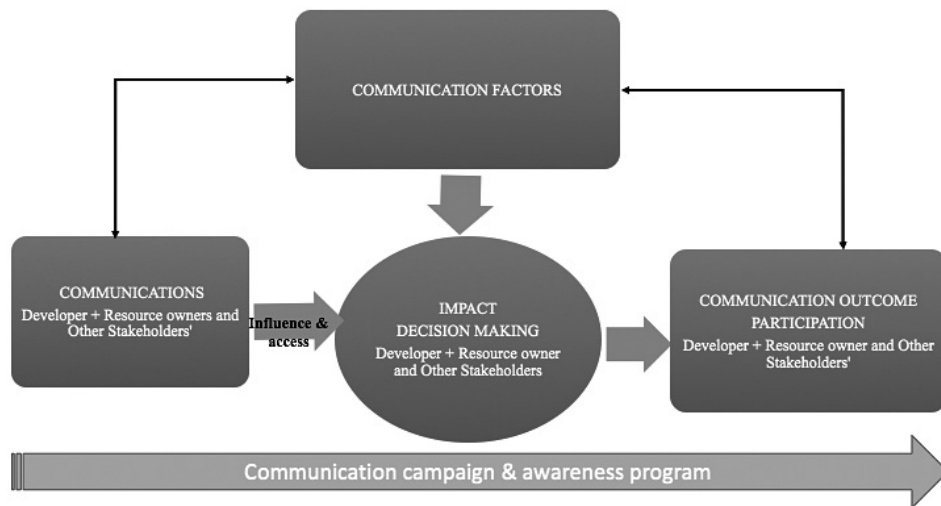 COMMUNICATION FACTORS
COMMUNICATIONS
Developer + Resource owners and
Other Stakeholders'
Influence &
access
IMPACT
DECISION MAKING
Developer + Resource owner
and Other Stakeholders
COMMUNICATION OUTCOME
PARTICIPATION
Developer + Resource owner and Other
Stakeholders'
Communication campaign & awareness program